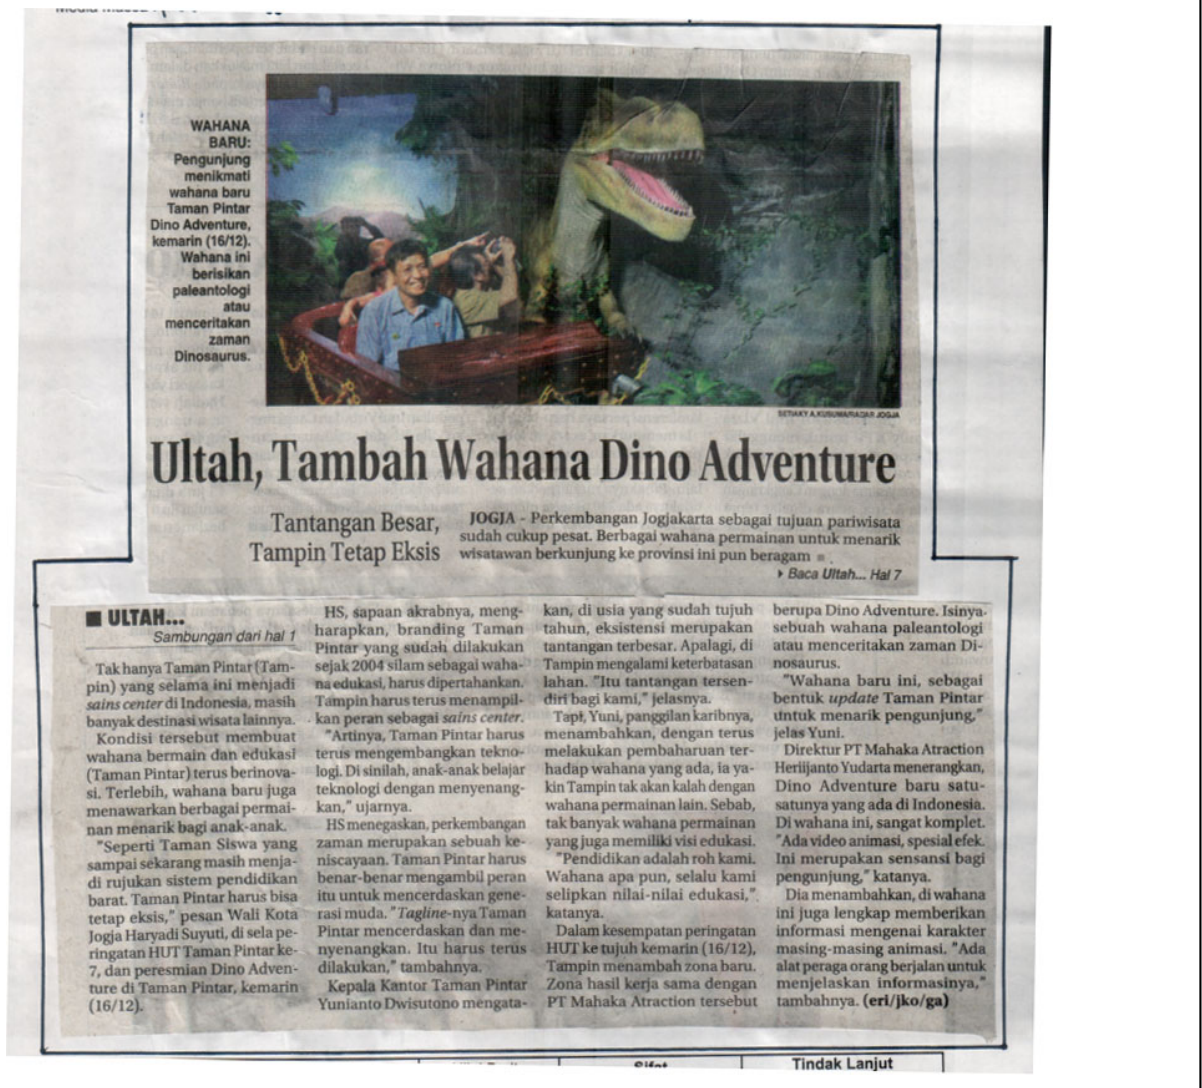 WAHANA
BARU:
Pengunjung
menikmati
wahana baru
Taman Pintar
Dino Adventure,
kemarin (16/12).
Wahana ini
berisikan
paleantologi
atau
menceritakan
zaman
Dinosaurus.
SETIAKY A.KUSUMA/RADAR JOGJA
Ultah, Tambah Wahana Dino Adventure
Tantangan Besar,
Tampin Tetap Eksis
JOGJA - Perkembangan Jogjakarta sebagai tujuan pariwisata
sudah cukup pesat. Berbagai wahana permainan untuk menarik
wisatawan berkunjung ke provinsi ini pun beragam
Baca Ultah... Hal 7
ULTAH...
Sambungan dari hal 1
Tak hanya Taman Pintar (Tam-
pin) yang selama ini menjadi
sains center di Indonesia, masih
banyak destinasi wisata lainnya.
Kondisi tersebut membuat
wahana bermain dan edukasi
(Taman Pintar) terus berinova-
si. Terlebih, wahana baru juga
menawarkan berbagai permai-
nan menarik bagi anak-anak.
"Seperti Taman Siswa yang
sampai sekarang masih menja-
di rujukan sistem pendidikan
barat. Taman Pintar harus bisa
tetap eksis," pesan Wali Kota
Jogja Haryadi Suyuti, di sela pe-
ringatan HUT Taman Pintar ke-
7, dan peresmian Dino Adven-
ture di Taman Pintar, kemarin
(16/12).
HS, sapaan akrabnya, meng-
harapkan, branding Taman
Pintar yang sudah dilakukan
sejak 2004 silam sebagai waha-
na edukasi, harus dipertahankan.
Tampin harus terus menampil-
kan peran sebagai sains center.
"Artinya, Taman Pintar harus
terus mengembangkan tekno-
logi. Di sinilah, anak-anak belajar
teknologi dengan menyenang-
kan," ujarnya.
HS menegaskan, perkembangan
zaman merupakan sebuah ke-
niscayaan. Taman Pintar harus
benar-benar mengambil peran
itu untuk mencerdaskan gene-
rasi muda. "Tagline-nya Taman
Pintar mencerdaskan dan me-
nyenangkan. Itu harus terus
dilakukan," tambahnya.
Kepala Kantor Taman Pintar
Yunianto Dwisutono mengata-
kan, di usia yang sudah tujuh
tahun, eksistensi merupakan
tantangan terbesar. Apalagi, di
Tampin mengalami keterbatasan
lahan. "Itu tantangan tersen-
diri bagi kami," jelasnya.
Tapi, Yuni, panggilan karibnya,
menambahkan, dengan terus
melakukan pembaharuan ter-
hadap wahana yang ada, ia ya-
kin Tampin tak akan kalah dengan
wahana permainan lain. Sebab,
tak banyak wahana permainan
yang juga memiliki visi edukasi.
"Pendidikan adalah roh kami.
Wahana apa pun, selalu kami
selipkan nilai-nilai edukasi,"
katanya.
Dalam kesempatan peringatan
HUT ke tujuh kemarin (16/12),
Tampin menambah zona baru.
Zona hasil kerja sama dengan
PT Mahaka Atraction tersebut
berupa Dino Adventure. Isinya
sebuah wahana paleantologi
atau menceritakan zaman Di-
nosaurus.
"Wahana baru ini, sebagai
bentuk update Taman Pintar
untuk menarik pengunjung,"
jelas Yuni.
Direktur PT Mahaka Atraction
Heriijanto Yudarta menerangkan,
Dino Adventure baru satu-
satunya yang ada di Indonesia.
Di wahana ini, sangat komplet.
"Ada video animasi, spesial efek.
Ini merupakan sensansi bagi
pengunjung," katanya.
Dia menambahkan, di wahana
ini juga lengkap memberikan
informasi mengenai karakter
masing-masing animasi. "Ada
alat peraga orang berjalan untuk
menjelaskan informasinya,"
tambahnya. (eri/jko/ga)
Sifat
Tindak Lanjut